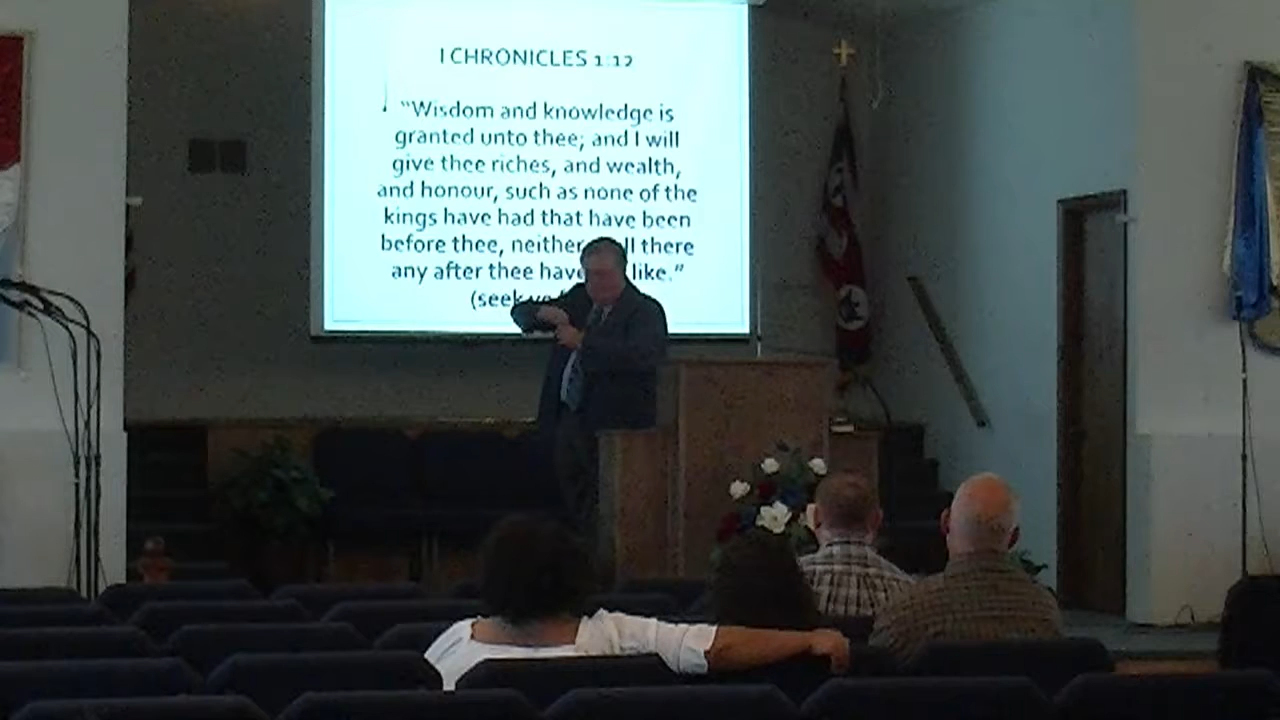 I CHRONICLES 1:12
“Wisdom and knowledge is
granted unto thee; and I will
give thee riches, and wealth,
and honour, such as none of the
kings have had that have been
before thee, neither ll there
any after thee have like.”
(seek ye